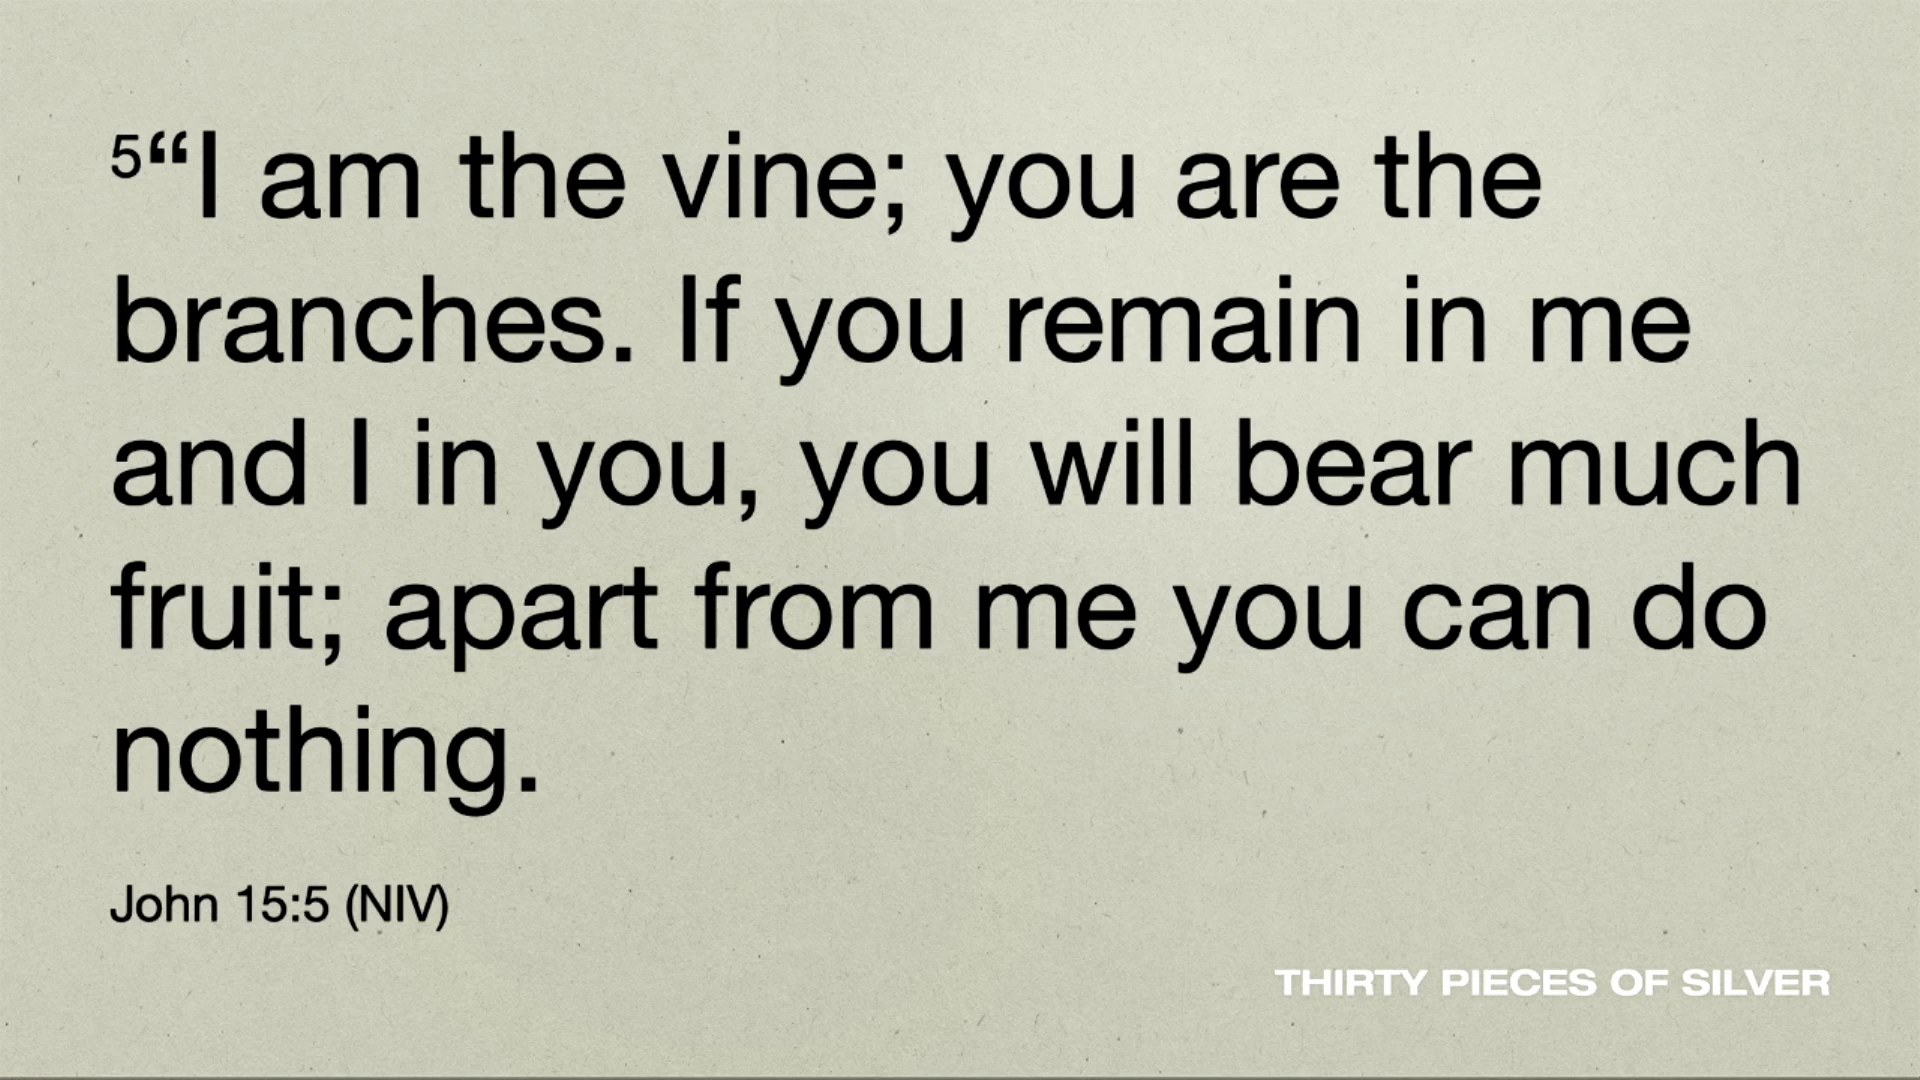 5“I am the vine; you are the
branches. If you remain in me
and I in you, you will bear much
fruit; apart from me you can do
nothing.
John 15:5 (NIV)
THIRTY PIECES OF SILVER